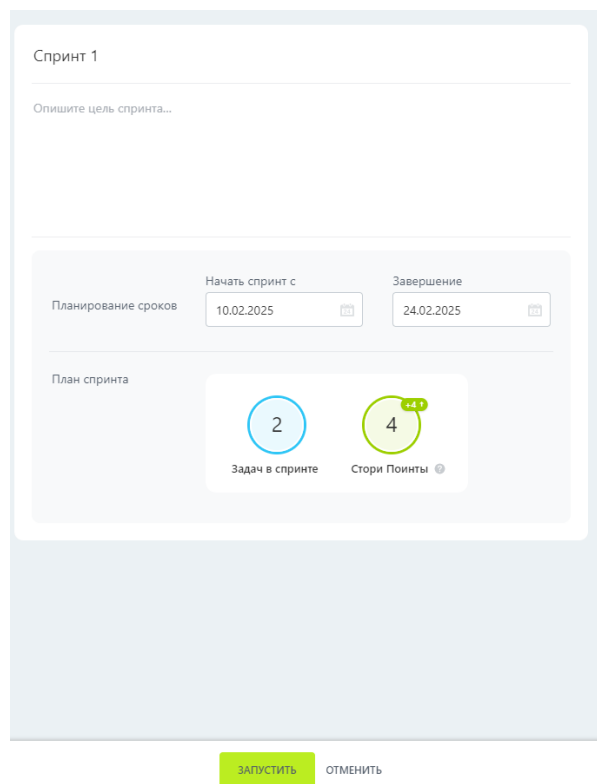 Спринт 1
Опишите цель спринта...
Начать спринт с
Завершение
Планирование сроков
10.02.2025
24.02.2025
План спринта
2
4
+4
Задач в спринте
Стори Поинты ?
ЗАПУСТИТЬ
ОТМЕНИТЬ